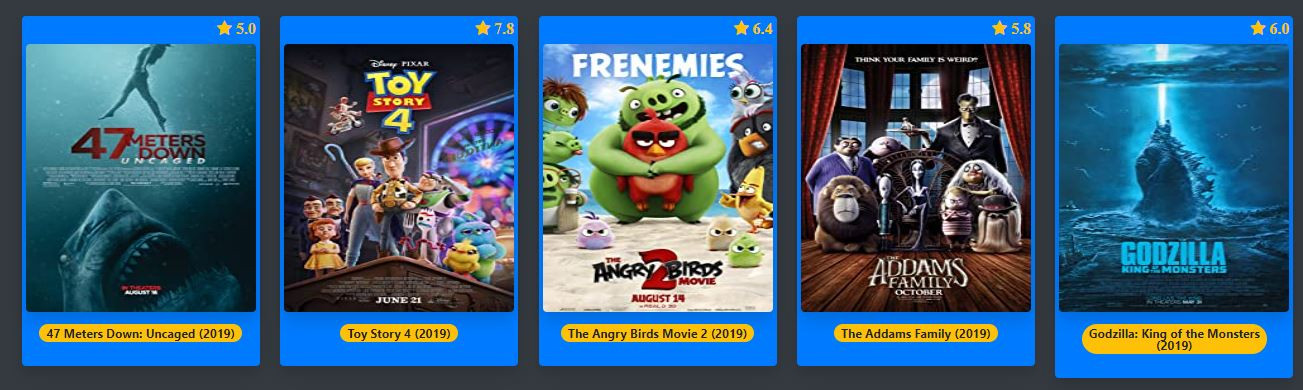 5.0
47 METERS
DOWN
UNCAGED
IN THEATERS
AUGUST 16
47 Meters Down: Uncaged (2019)
7.8
Disney PIXAR
TOY
STORY
4
JUNE 21
Toy Story 4 (2019)
6.4
FRENEMIES
THE
ANGRY BIRDS
2 MOVIE
AUGUST 14
The Angry Birds Movie 2 (2019)
5.8
THINK YOUR FAMILY IS WEIRD?
THE
ADDAMS
FAMILY
OCTOBER
The Addams Family (2019)
6.0
GODZILLA
KING OF THE MONSTERS
IN THEATERS MAY 31
Godzilla: King of the Monsters
(2019)